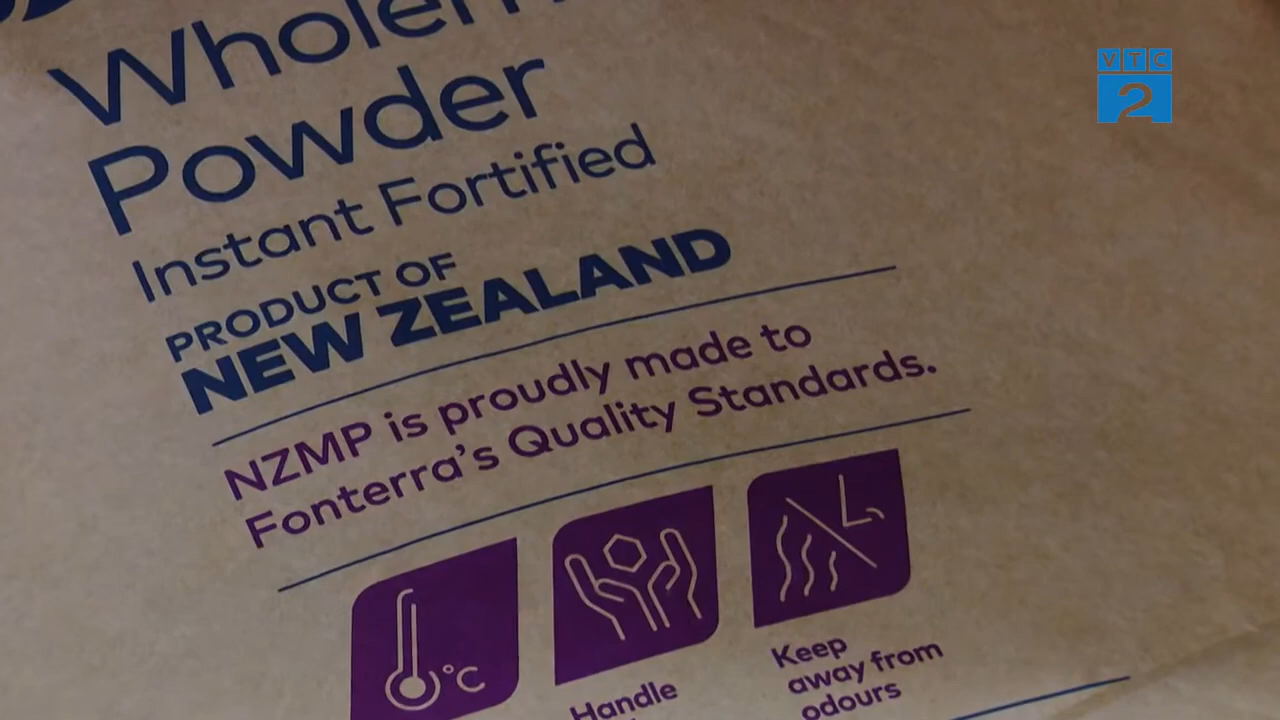 VTC
2
Powder
Instant Fortified
PRODUCT OF
NEW ZEALAND
NZMP is proudly made to
Fonterra's Quality Standards.
°C
Handle
Keep
away from
odours